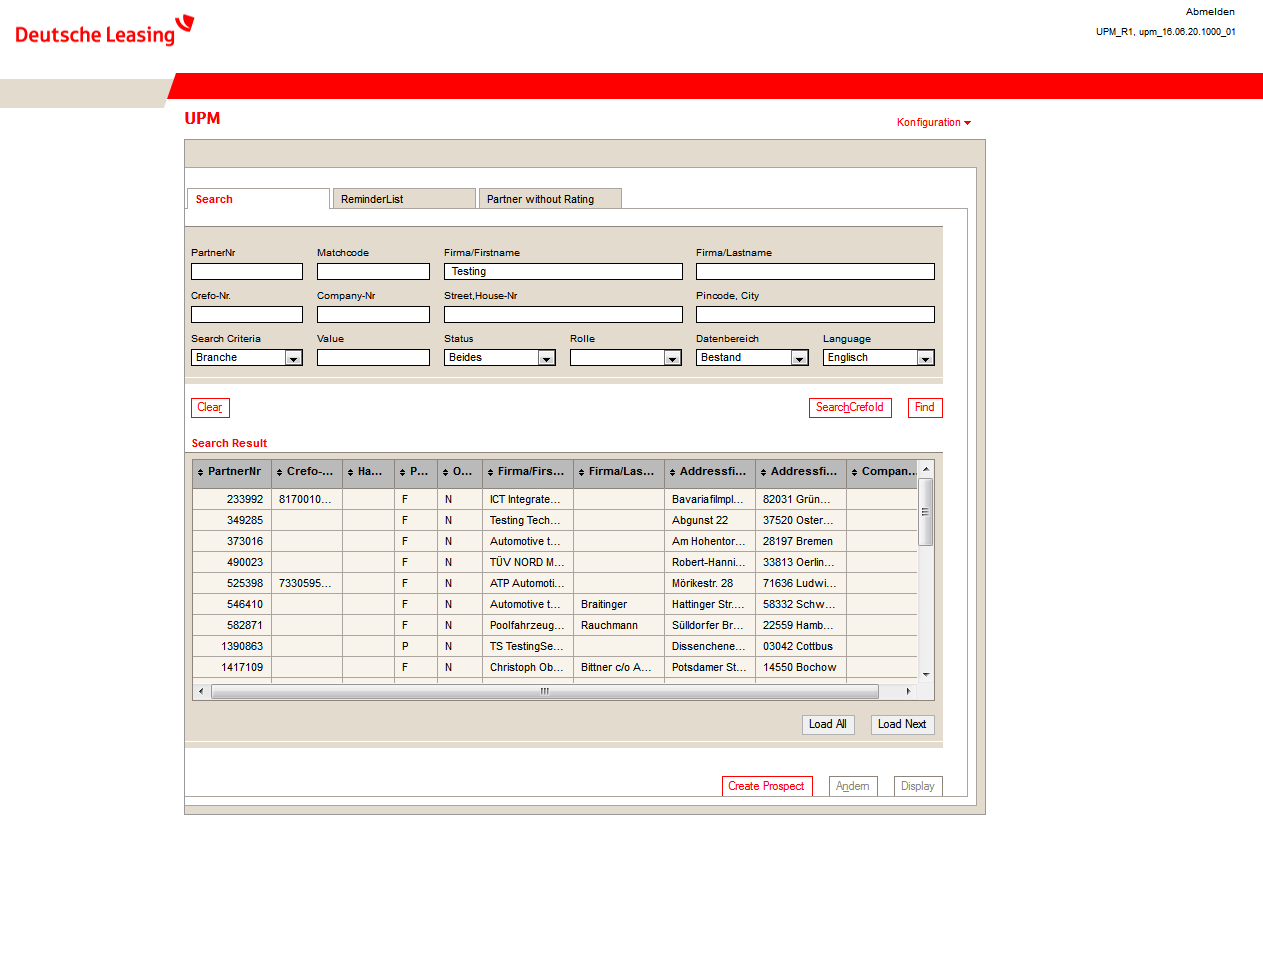 Abmelden
Deutsche Leasing
UPM_R1, upm_16.06.20.1000_01
UPM
Konfiguration
Search ReminderList Partner without Rating
PartnerNr Matchcode Firma/Firstname Firma/Lastname
Testing
Crefo-Nr. Company-Nr Street,House-Nr Pincode, City
Search Criteria Value Status Rolle Datenbereich Language
Branche Beides Bestand Englisch
Clear SearchCrefoId Find
Search Result
PartnerNr Crefo-... Ha... P... O... Firma/Firs... Firma/Las... Addressfi... Addressfi... Compan...
233992 8170010... F N ICT Integrate... Bavariafilmpl... 82031 Grün...
349285 F N Testing Tech... Abgunst 22 37520 Oster...
373016 F N Automotive t... Am Hohentor... 28197 Bremen
490023 F N TÜV NORD M... Robert-Hanni... 33813 Oerlin...
525398 7330595... F N ATP Automoti... Mörikestr. 28 71636 Ludwi...
546410 F N Automotive t... Braitinger Hattinger Str.... 58332 Schw...
582871 F N Poolfahrzeug... Rauchmann Sülldorfer Br... 22559 Hamb...
1390863 P N TS TestingSe... Dissenchene... 03042 Cottbus
1417109 F N Christoph Ob... Bittner c/o A... Potsdamer St... 14550 Bochow
Load All Load Next
Create Prospect Ändern Display